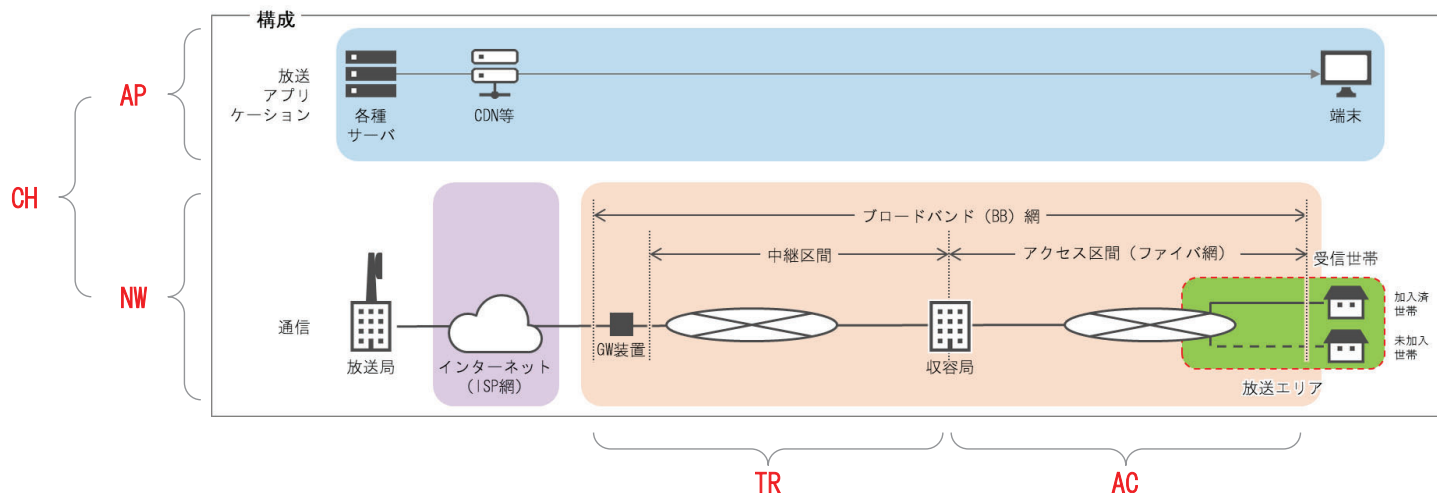 構成
AP
放送
アプリ
ケーション
各種
サーバ
CDN等
端末
CH
NW
ブロードバンド（BB）網
中継区間
アクセス区間（ファイバ網）
受信世帯
加入済
世帯
通信
放送局
インターネット
（ISP網）
GW装置
収容局
未加入
世帯
放送エリア
TR
AC